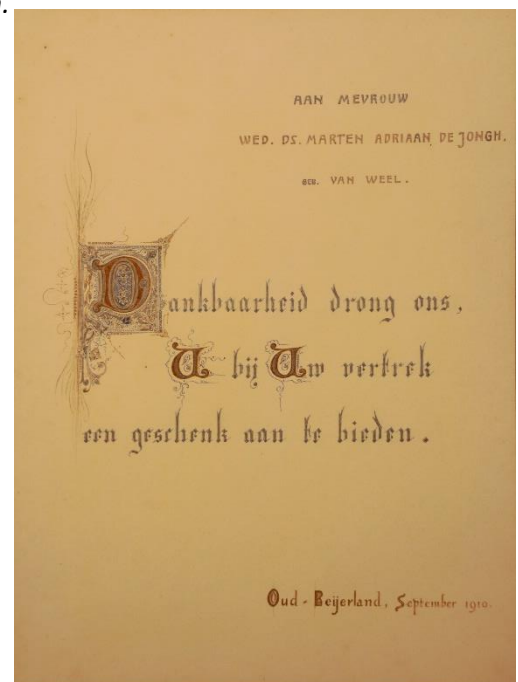 AAN MEVROUW
WED. DS. MARTEN ADRIAAN DE JONGH.
GEB. VAN WEEL.
Dankbaarheid drong ons,
U bij Uw vertrek
een geschenk aan te bieden.
Oud-Beijerland, September 1910.